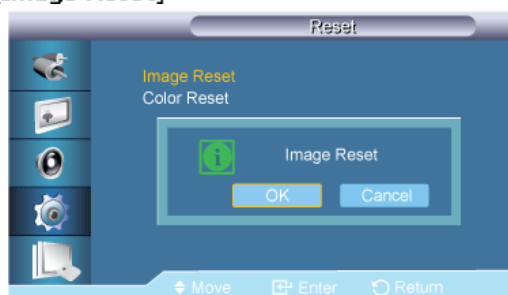 Reset
Image Reset
Color Reset
Image Reset
OK Cancel
Move Enter Return